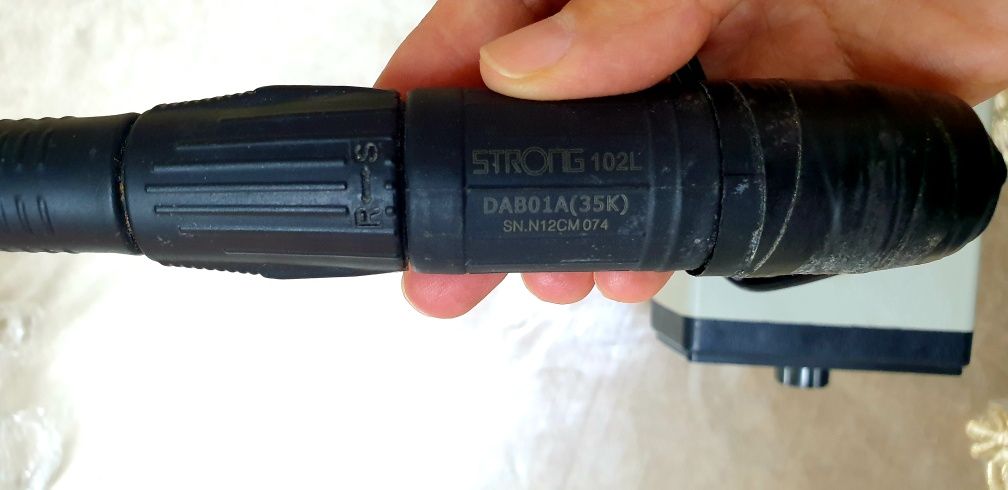 R S
STRONG 102L
DAB01A(35K)
SN.N12CM 074